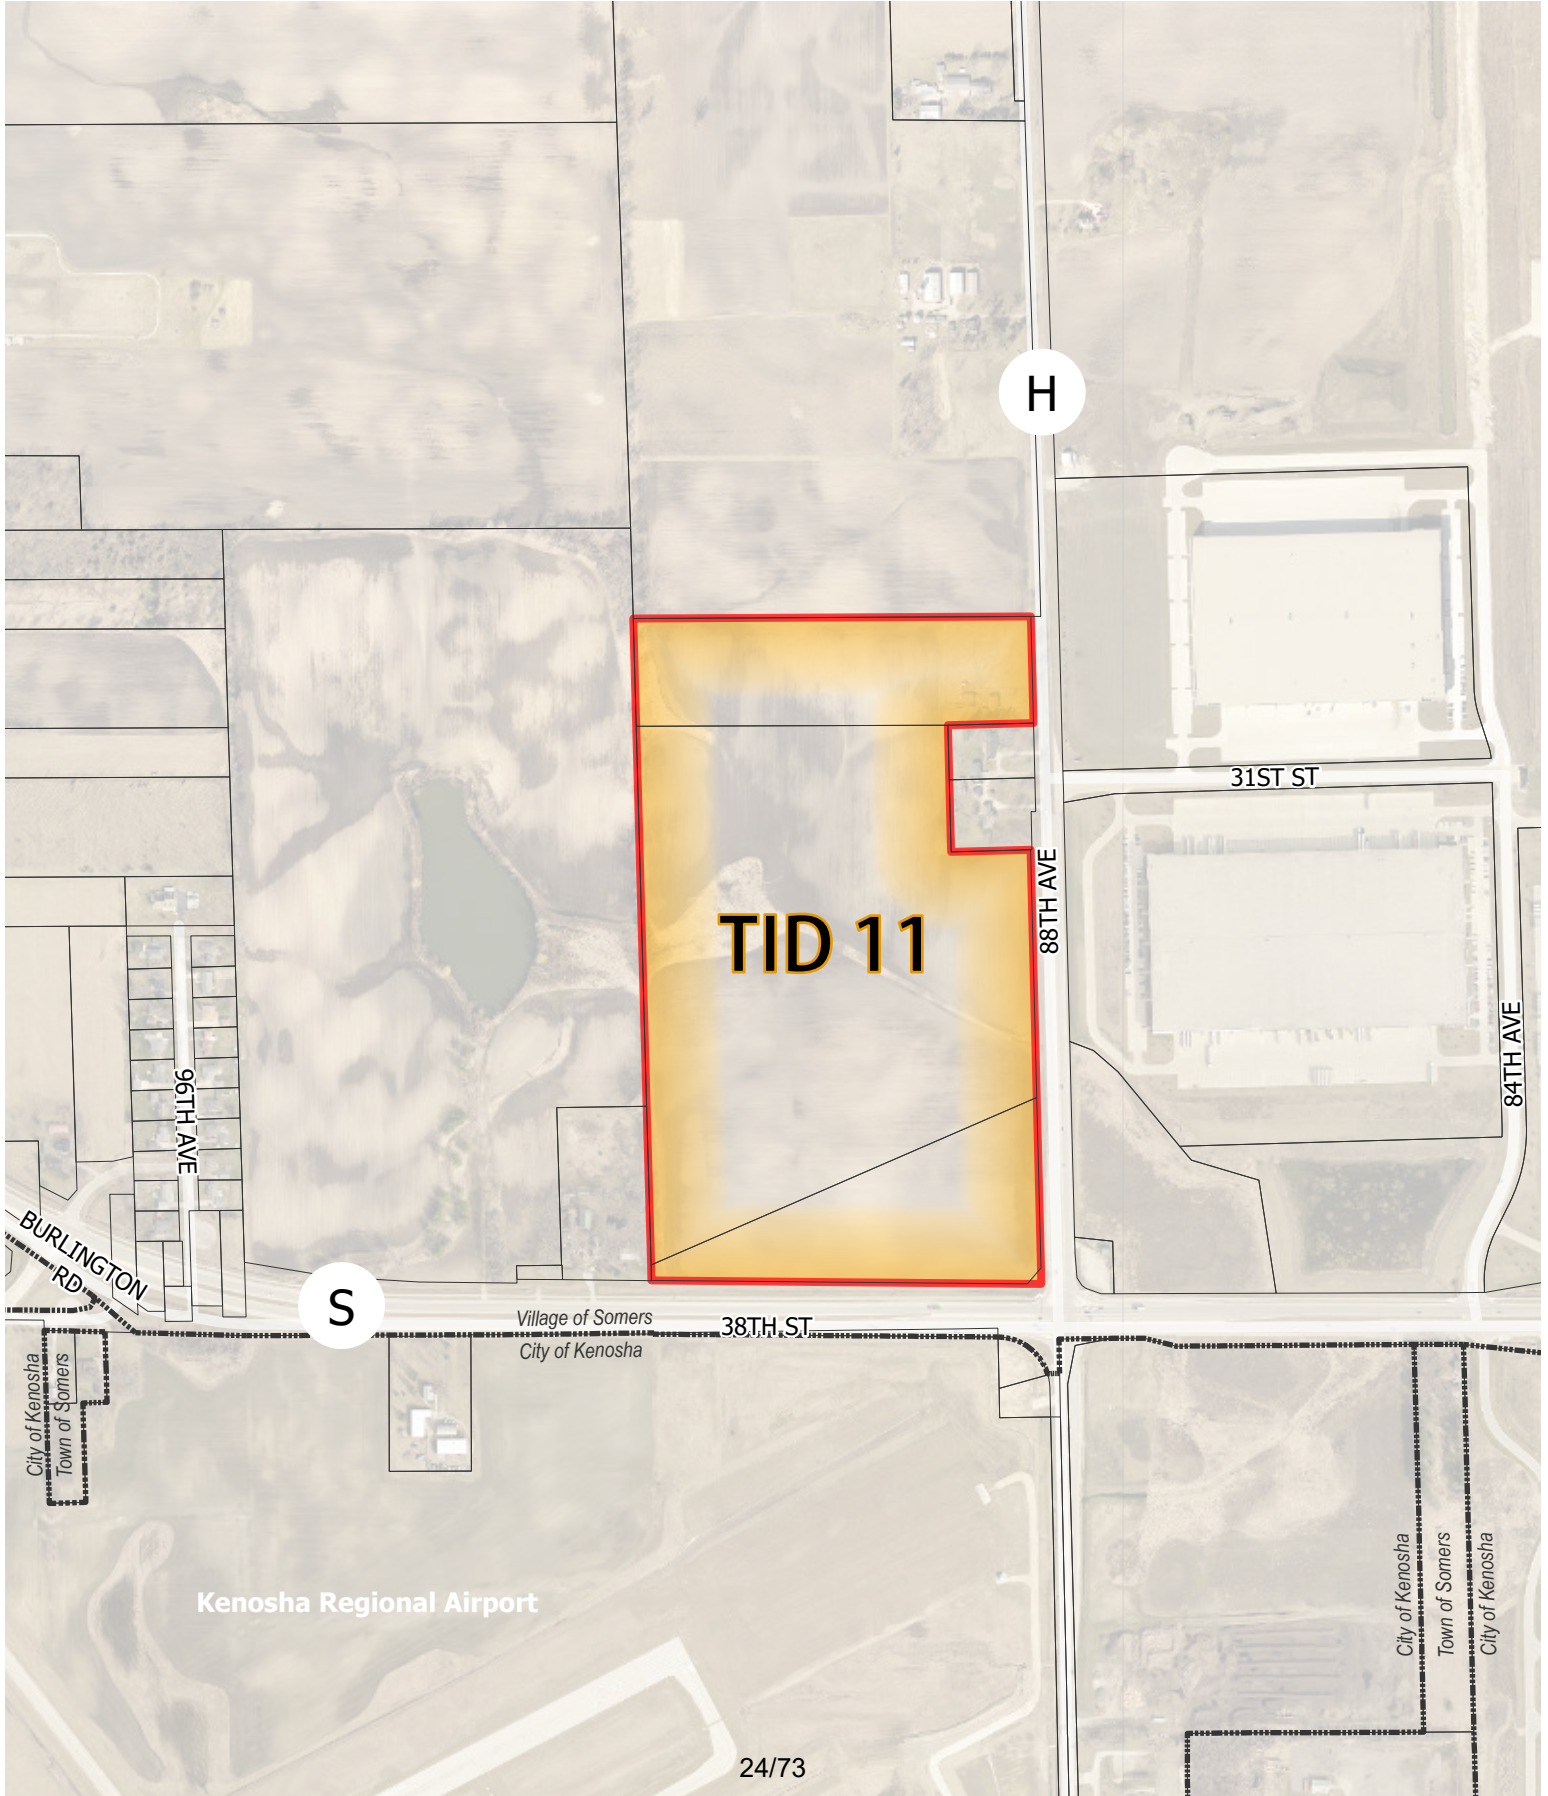 H
31ST ST
88TH AVE
TID 11
84TH AVE
96TH AVE
BURLINGTON
RD
S
Village of Somers
38TH ST
City of Kenosha
City of Kenosha
Town of Somers
City of Kenosha
Town of Somers
City of Kenosha
Kenosha Regional Airport
24/73